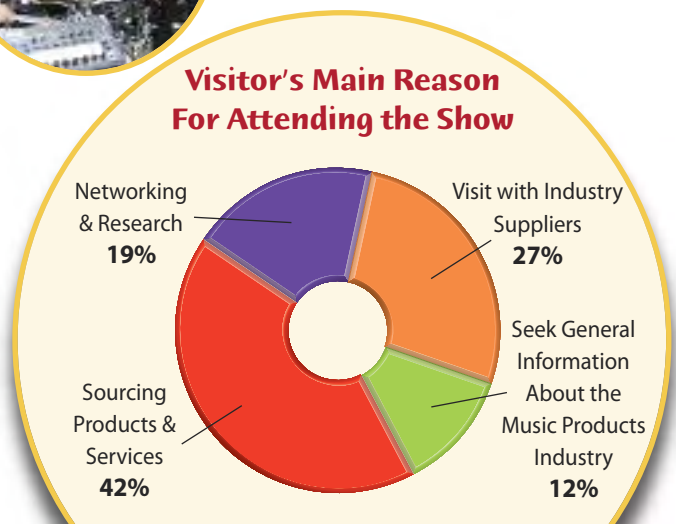 Visitor's Main Reason
For Attending the Show
Networking
& Research
19%
Visit with Industry
Suppliers
27%
Seek General
Information
About the
Music Products
Industry
12%
Sourcing
Products &
Services
42%